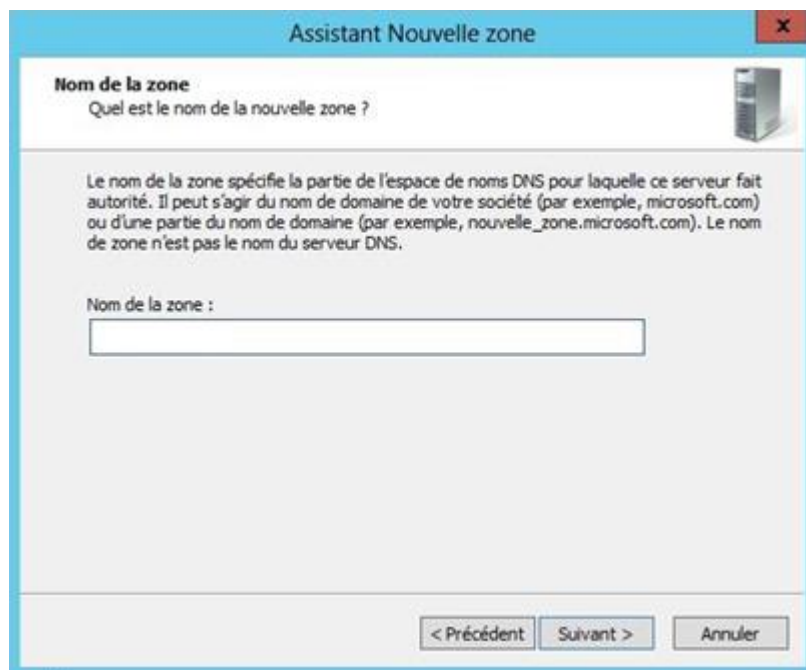 Assistant Nouvelle zone
x
Nom de la zone
Quel est le nom de la nouvelle zone ?
Le nom de la zone spécifie la partie de l'espace de noms DNS pour laquelle ce serveur fait
autorité. Il peut s'agir du nom de domaine de votre société (par exemple, microsoft.com)
ou d'une partie du nom de domaine (par exemple, nouvelle_zone.microsoft.com). Le nom
de zone n'est pas le nom du serveur DNS.
Nom de la zone :
< Précédent Suivant > Annuler